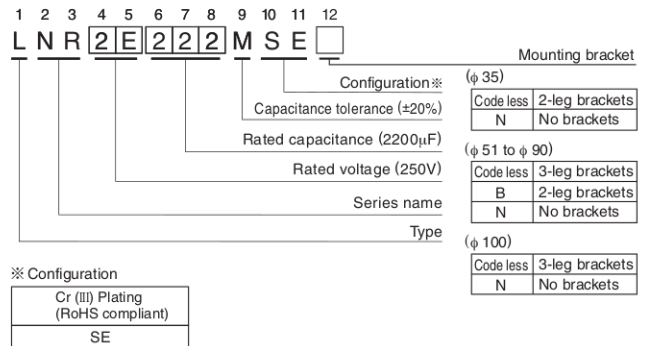 1 2 3 4 5 6 7 8 9 10 11 12
L N R 2 E 2 2 2 M S E
Mounting bracket
Configuration※
Capacitance tolerance (±20%)
Rated capacitance (2200μF)
Rated voltage (250V)
Series name
Type
(ϕ 35)
Code less 2-leg brackets
N No brackets
(ϕ 51 to ϕ 90)
Code less 3-leg brackets
B 2-leg brackets
N No brackets
(ϕ 100)
Code less 3-leg brackets
N No brackets
※ Configuration
Cr (III) Plating
(RoHS compliant)
SE